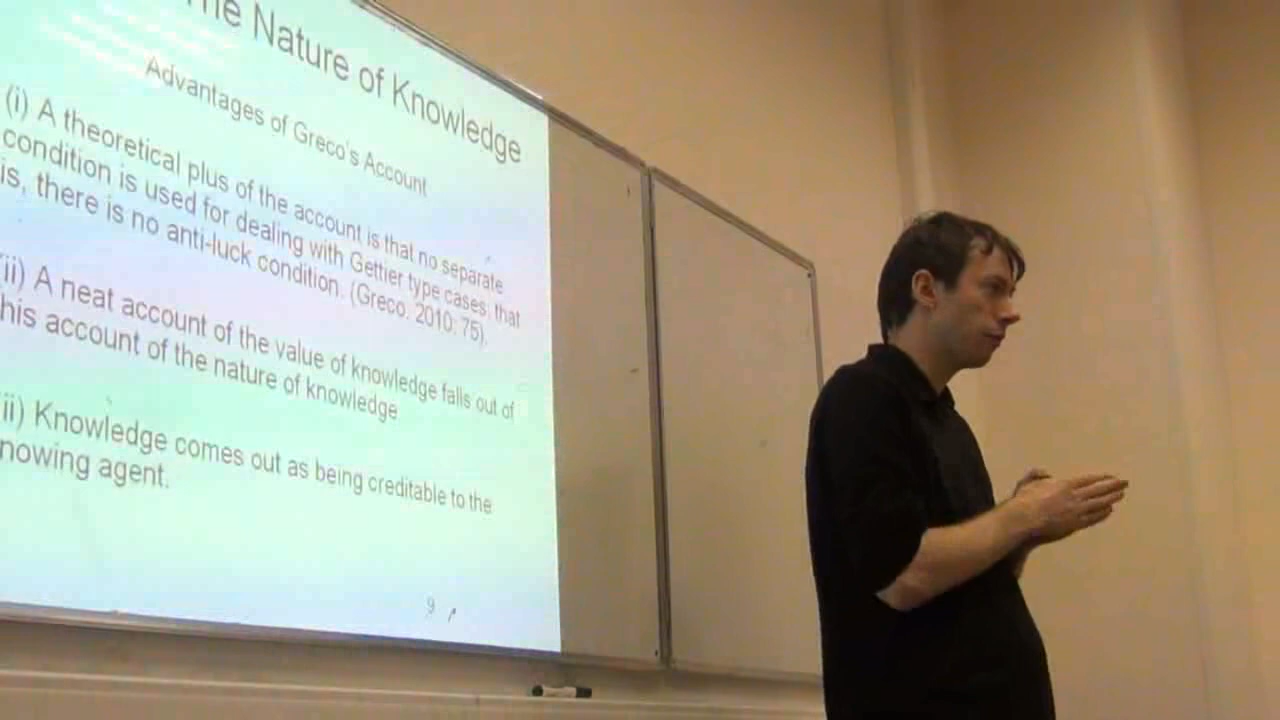 The Nature of Knowledge
Advantages of Greco's Account
(i) A theoretical plus of the account is that no separate
condition is used for dealing with Gettier type cases, that
is, there is no anti-luck condition. (Greco. 2010: 75).
ii) A neat account of the value of knowledge falls out of
his account of the nature of knowledge
ii) Knowledge comes out as being creditable to the
nowing agent.
9